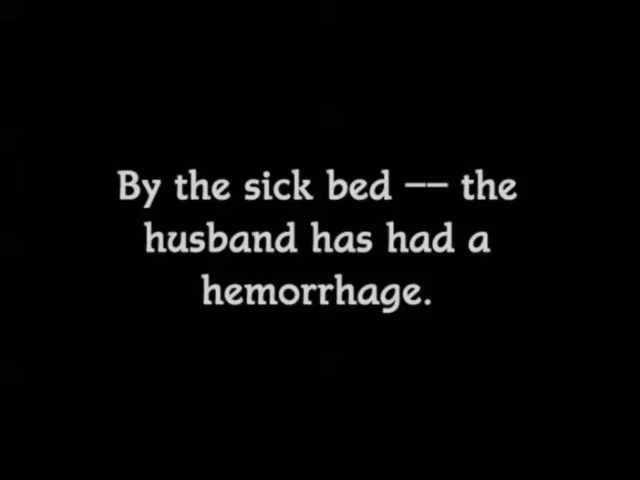 By the sick bed –– the
husband has had a
hemorrhage.